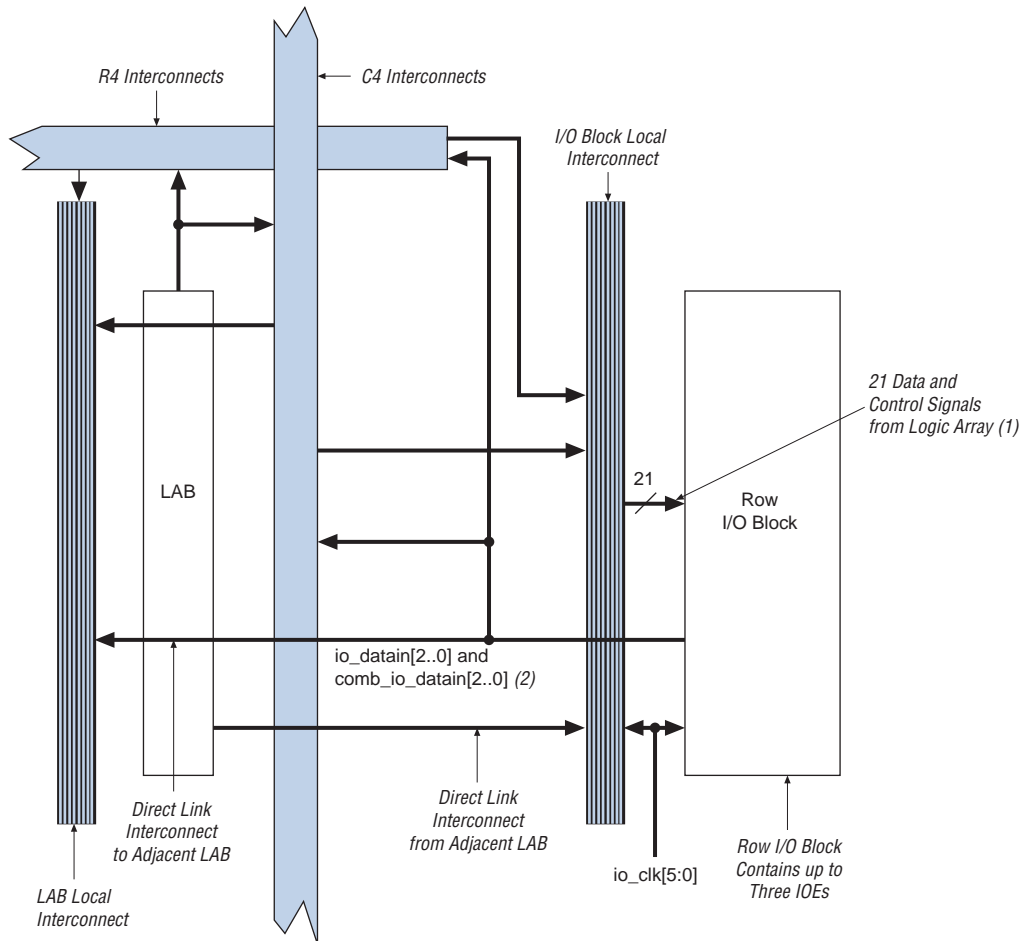 R4 Interconnects
C4 Interconnects
I/O Block Local
Interconnect
21 Data and
Control Signals
from Logic Array (1)
21
LAB
Row
I/O Block
io_datain[2..0] and
comb_io_datain[2..0] (2)
Direct Link
Interconnect
to Adjacent LAB
Direct Link
Interconnect
from Adjacent LAB
Row I/O Block
Contains up to
Three IOEs
io_clk[5:0]
LAB Local
Interconnect